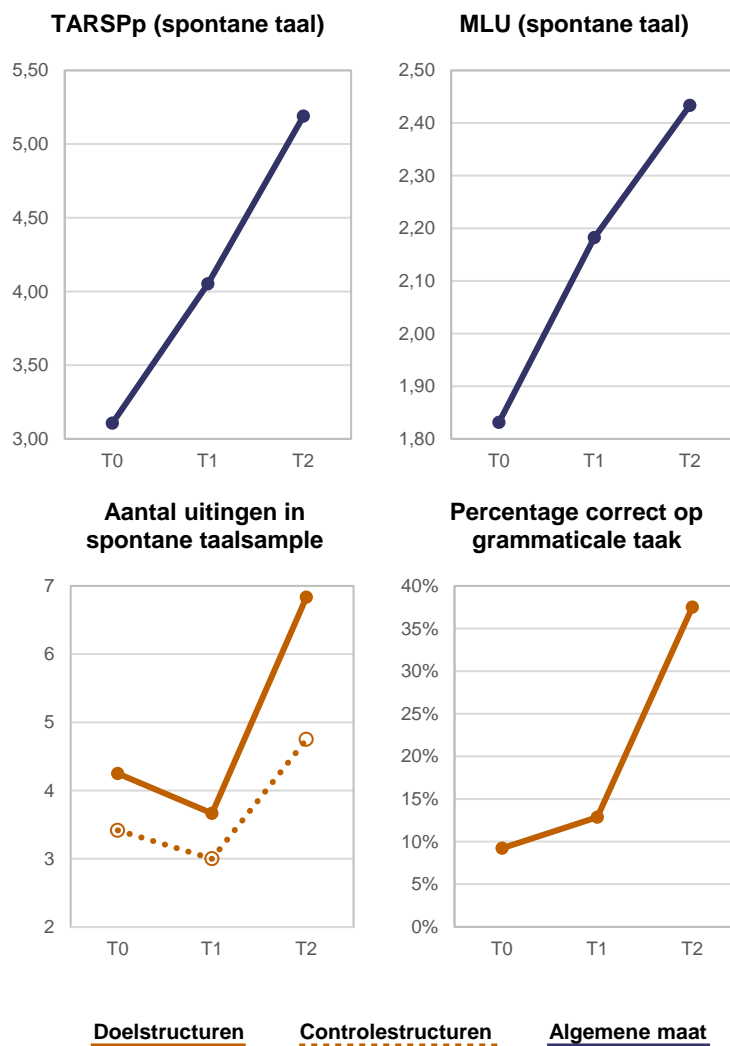 TARSPp (spontane taal)
5,50
5,00
4,50
4,00
3,50
3,00
T0 T1 T2
MLU (spontane taal)
2,50
2,40
2,30
2,20
2,10
2,00
1,90
1,80
T0 T1 T2
Aantal uitingen in
spontane taalsample
7
6
5
4
3
2
T0 T1 T2
Percentage correct op
grammaticale taak
40%
35%
30%
25%
20%
15%
10%
5%
0%
T0 T1 T2
Doelstructuren Controlestructuren Algemene maat